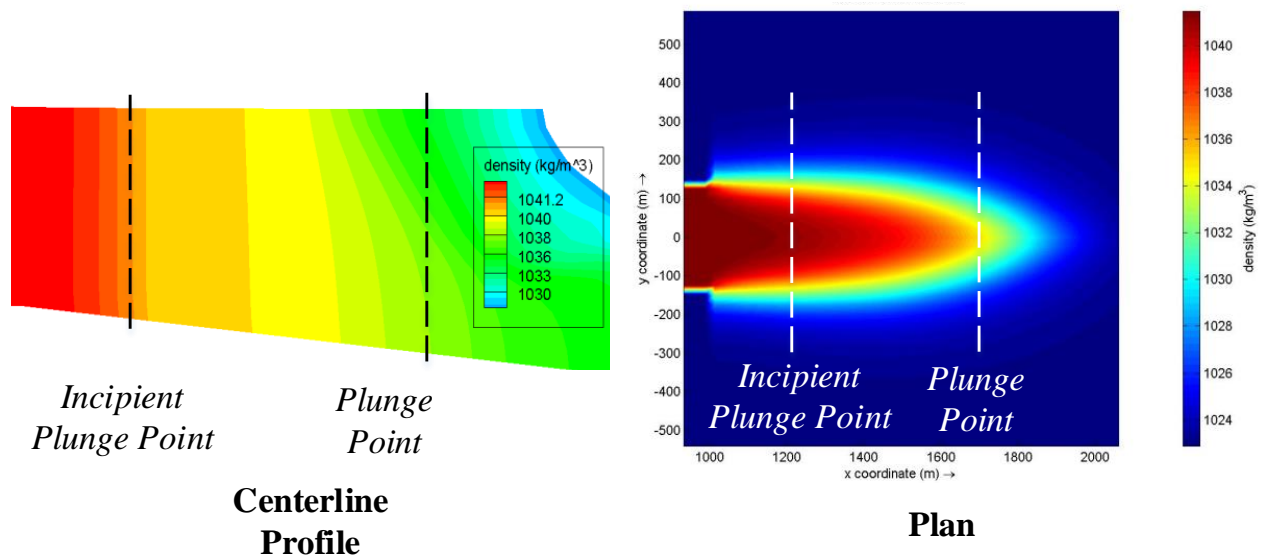 density (kg/m^3)
1041.2
1040
1038
1036
1033
1030
Incipient
Plunge Point
Plunge
Point
Centerline
Profile
500
400
300
200
100
0
-100
-200
-300
-400
-500
y coordinate (m) →
1000 1200 1400 1600 1800 2000
x coordinate (m) →
Incipient
Plunge Point
Plunge
Point
1040
1038
1036
1034
1032
1030
1028
1026
1024
density (kg/m³)
Plan